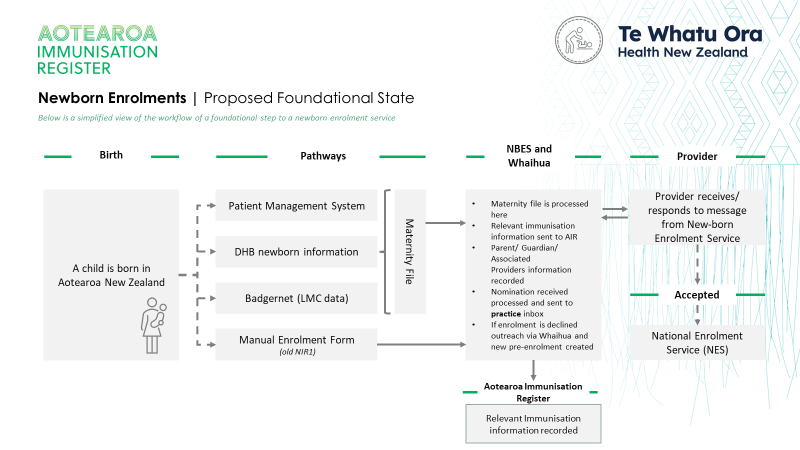 AOTEAROA
IMMUNISATION
REGISTER
Te Whatu Ora
Health New Zealand
Newborn Enrolments | Proposed Foundational State
Below is a simplified view of the workflow of a foundational step to a newborn enrolment service
Birth
Pathways
NBES and
Whaihua
Provider
A child is born in
Aotearoa New Zealand
Patient Management System
DHB newborn information
Badgernet (LMC data)
Manual Enrolment Form
(old NIR1)
Maternity File
• Maternity file is processed
here
• Relevant immunisation
information sent to AIR
• Parent/ Guardian/
Associated
Providers information
recorded
• Nomination received
processed and sent to
practice inbox
• If enrolment is declined
outreach via Whaihua and
new pre-enrolment created
Provider receives/
responds to message
from New-born
Enrolment Service
Accepted
National Enrolment
Service (NES)
Aotearoa Immunisation
Register
Relevant Immunisation
information recorded